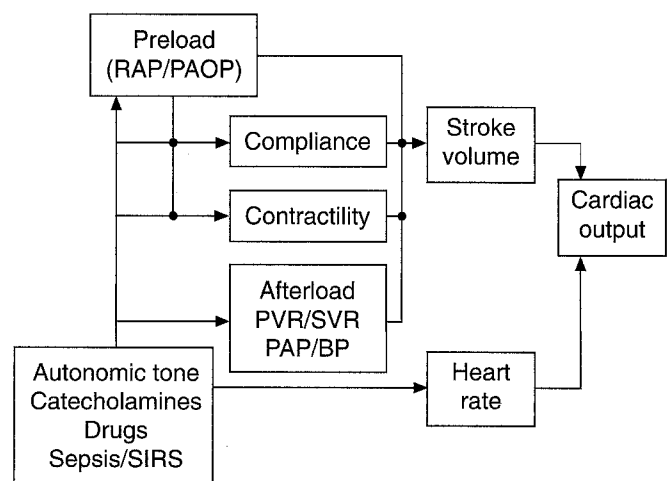 Preload
(RAP/PAOP)
Compliance
Contractility
Afterload
PVR/SVR
PAP/BP
Autonomic tone
Catecholamines
Drugs
Sepsis/SIRS
Stroke
volume
Heart
rate
Cardiac
output